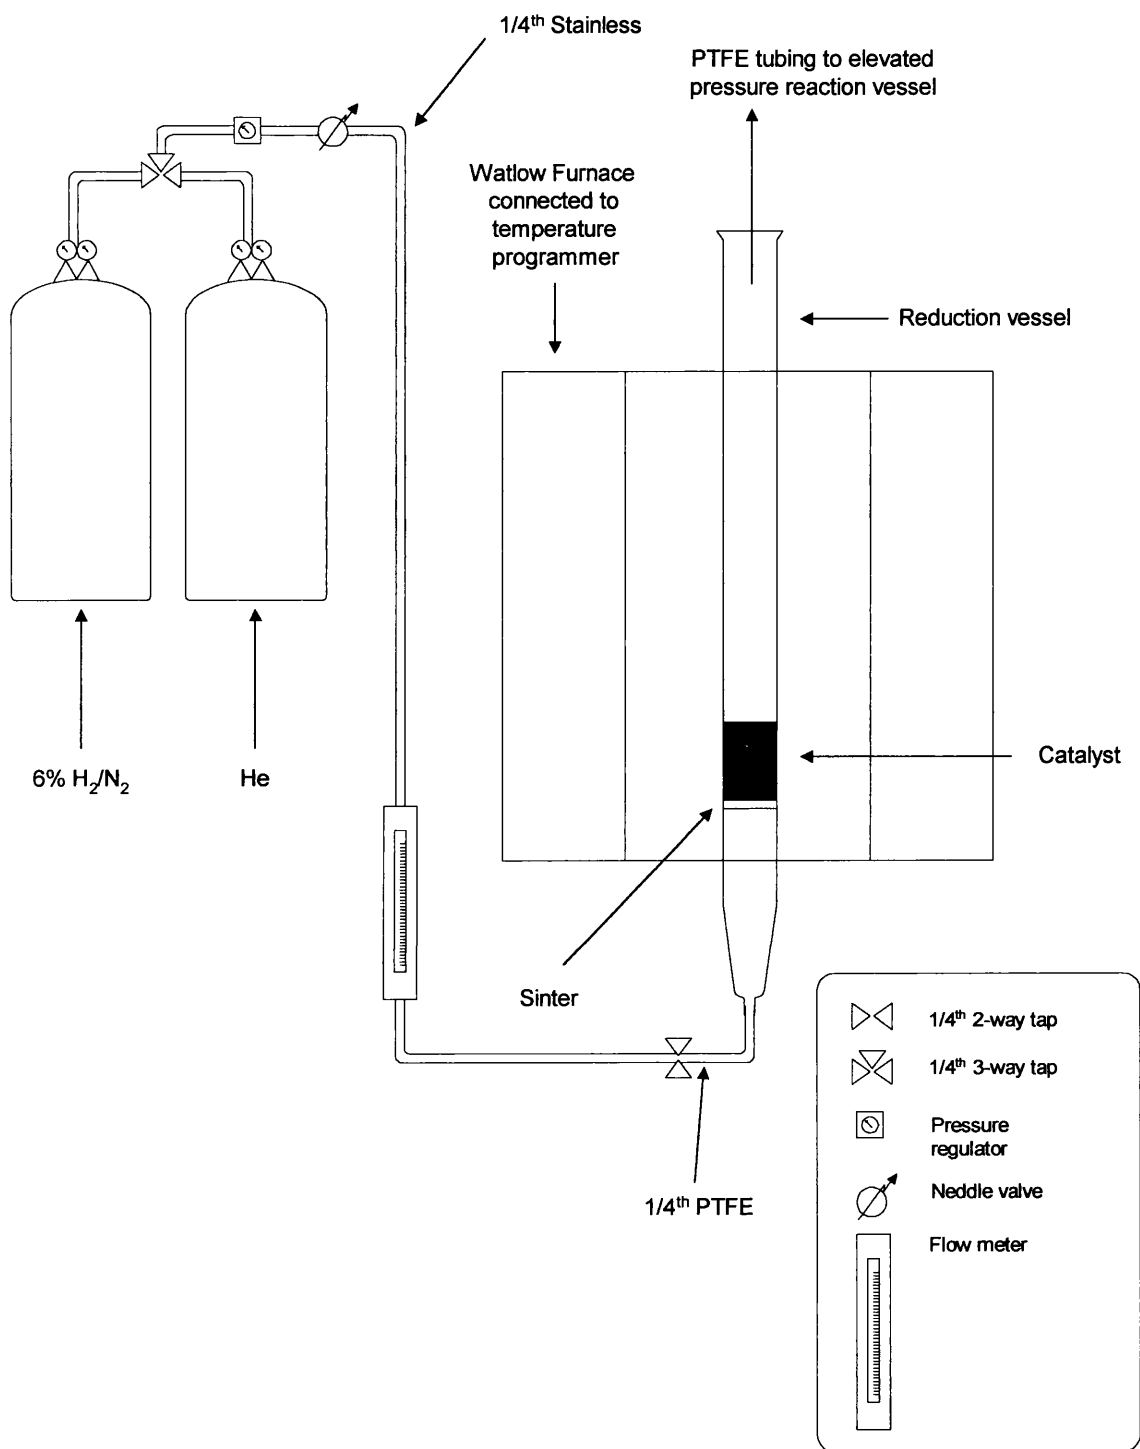 1/4th Stainless
PTFE tubing to elevated
pressure reaction vessel
Watlow Furnace
connected to
temperature
programmer
Reduction vessel
6% H2/N2
He
Catalyst
Sinter
1/4th PTFE
1/4th 2-way tap
1/4th 3-way tap
Pressure
regulator
Neddle valve
Flow meter